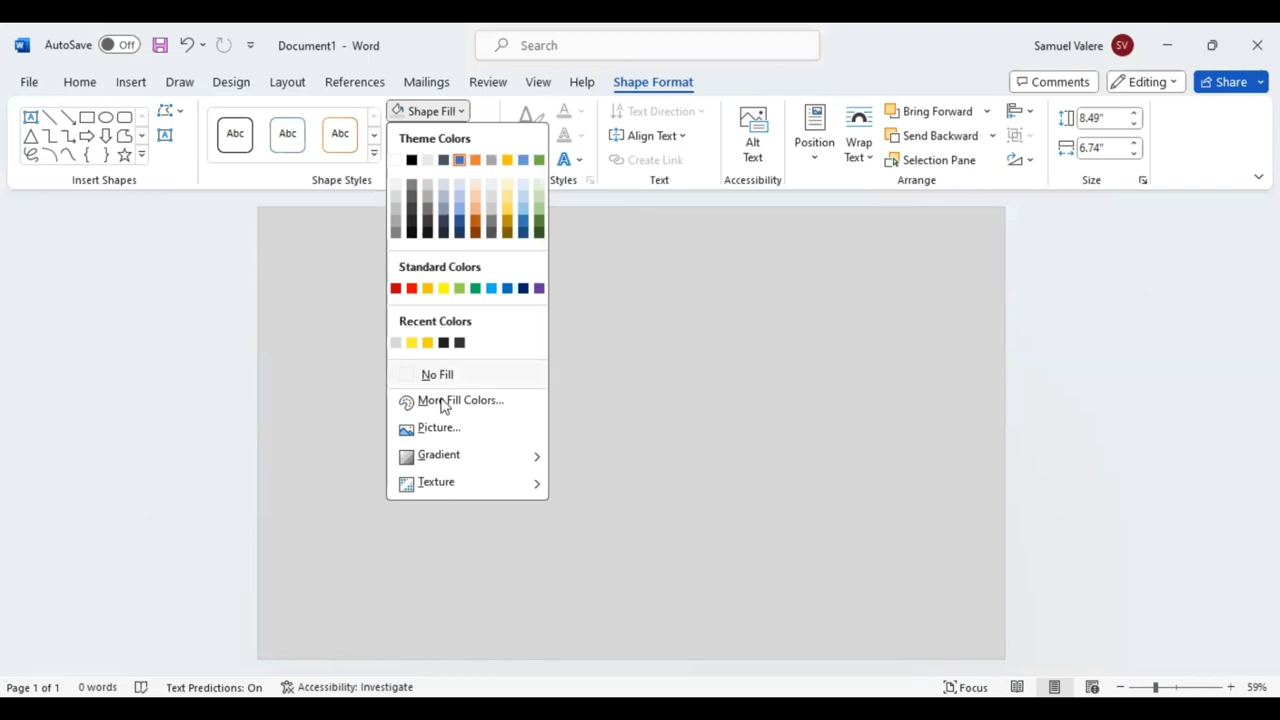 AutoSave Off Document1 - Word Search Samuel Valere SV
File Home Insert Draw Design Layout References Mailings Review View Help Shape Format Comments Editing Share
Abc Abc Abc
Insert Shapes
Shape Styles
Shape Fill
Theme Colors
Standard Colors
Recent Colors
No Fill
More Fill Colors...
Picture...
Gradient
Texture
Styles
Text Direction
Align Text
Create Link
Text
Alt
Text
Accessibility
Position
Wrap
Text
Bring Forward
Send Backward
Selection Pane
Arrange
8.49"
6.74"
Size
Page 1 of 1 0 words Text Predictions: On Accessibility: Investigate Focus 59%